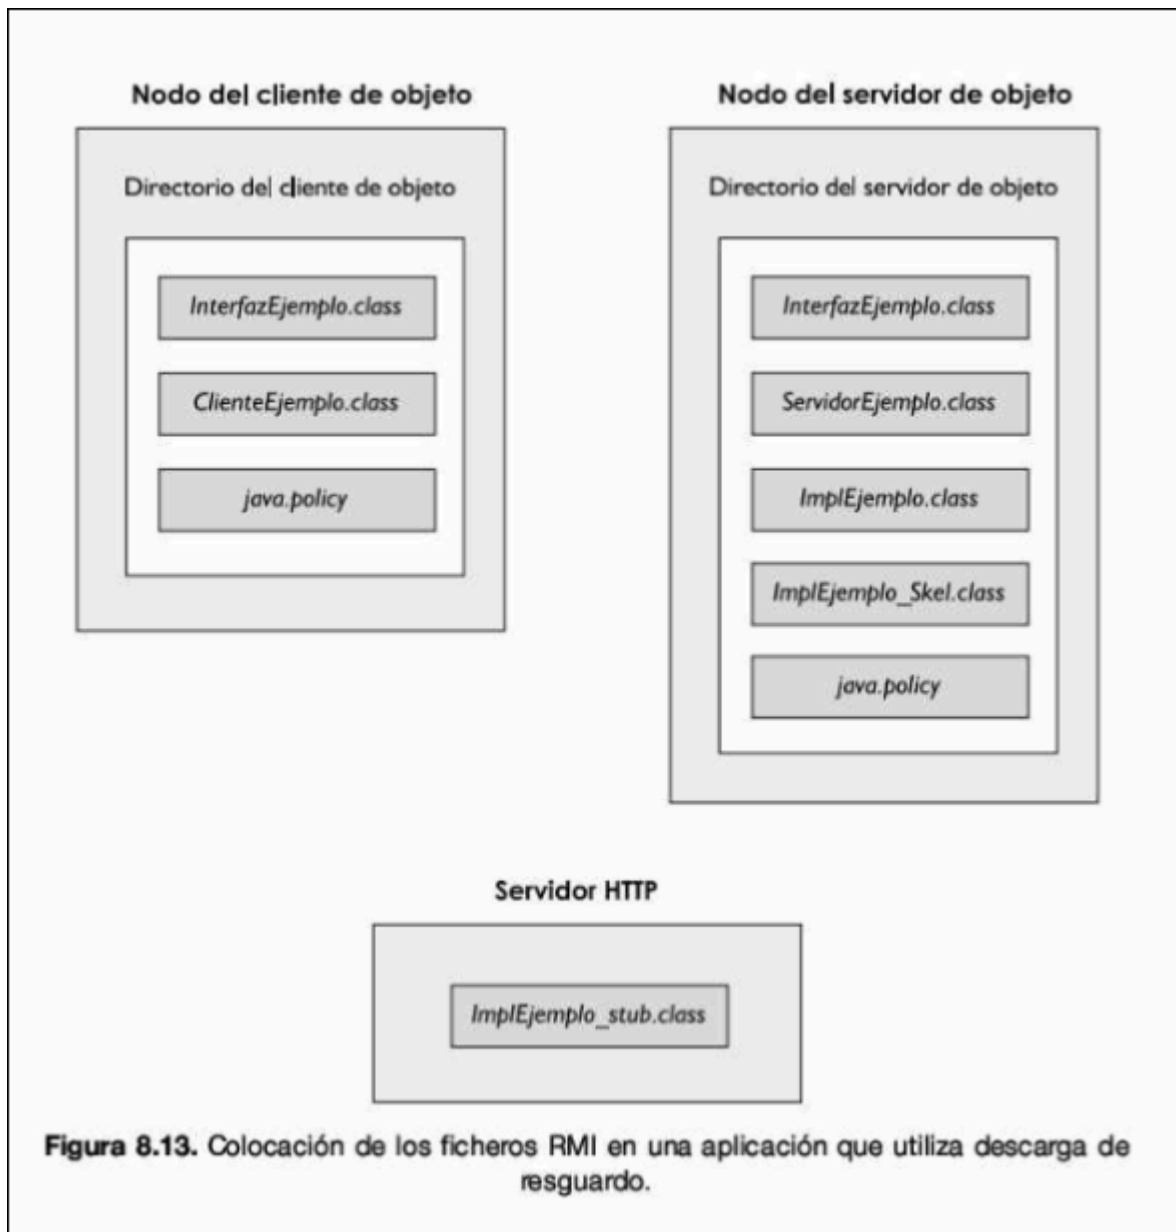 Nodo del cliente de objeto
Directorio del cliente de objeto
InterfazEjemplo.class
ClienteEjemplo.class
java.policy
Nodo del servidor de objeto
Directorio del servidor de objeto
InterfazEjemplo.class
ServidorEjemplo.class
ImplEjemplo.class
ImplEjemplo_Skel.class
java.policy
Servidor HTTP
ImplEjemplo_stub.class
Figura 8.13. Colocación de los ficheros RMI en una aplicación que utiliza descarga de
resguardo.